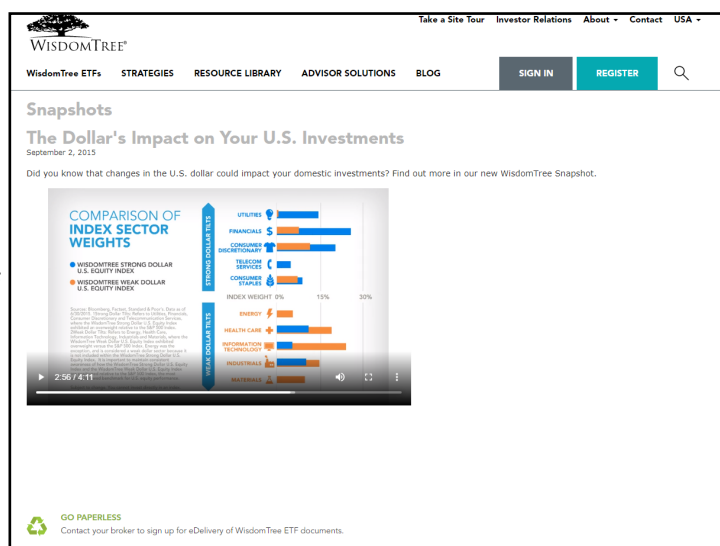 Take a Site Tour Investor Relations About Contact USA
WISDOMTREE®
WisdomTree ETFs STRATEGIES RESOURCE LIBRARY ADVISOR SOLUTIONS BLOG SIGN IN REGISTER
Snapshots
The Dollar's Impact on Your U.S. Investments
September 2, 2015
Did you know that changes in the U.S. dollar could impact your domestic investments? Find out more in our new WisdomTree Snapshot.
COMPARISON OF
INDEX SECTOR
WEIGHTS
WISDOMTREE STRONG DOLLAR
U.S. EQUITY INDEX
WISDOMTREE WEAK DOLLAR
U.S. EQUITY INDEX
STRONG DOLLAR TILTS
UTILITIES
FINANCIALS
CONSUMER
DISCRETIONARY
TELECOM
SERVICES
CONSUMER
STAPLES
INDEX WEIGHT 0% 15% 30%
WEAK DOLLAR TILTS
ENERGY
HEALTH CARE
INFORMATION
TECHNOLOGY
INDUSTRIALS
MATERIALS
2:56 / 4:11
GO PAPERLESS
Contact your broker to sign up for eDelivery of WisdomTree ETF documents.